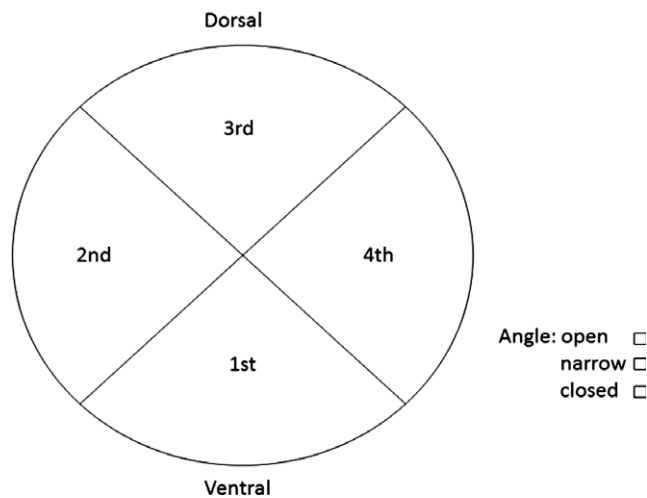 Dorsal
3rd
2nd
4th
1st
Angle: open □
narrow □
closed □
Ventral